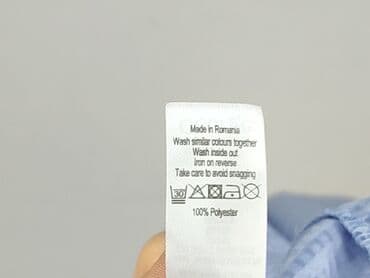 Made in Romania
Wash similar colours together
Wash inside out
Iron on reverse
Take care to avoid snagging
30
100% Polyester